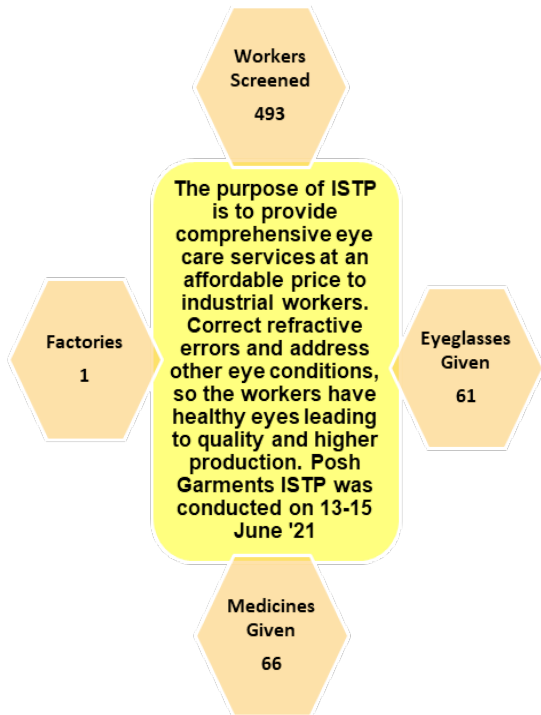 Workers
Screened
493
The purpose of ISTP
is to provide
comprehensive eye
care services at an
affordable price to
industrial workers.
Correct refractive
errors and address
other eye conditions,
so the workers have
healthy eyes leading
to quality and higher
production. Posh
Garments ISTP was
conducted on 13-15
June '21
Factories
1
Eyeglasses
Given
61
Medicines
Given
66